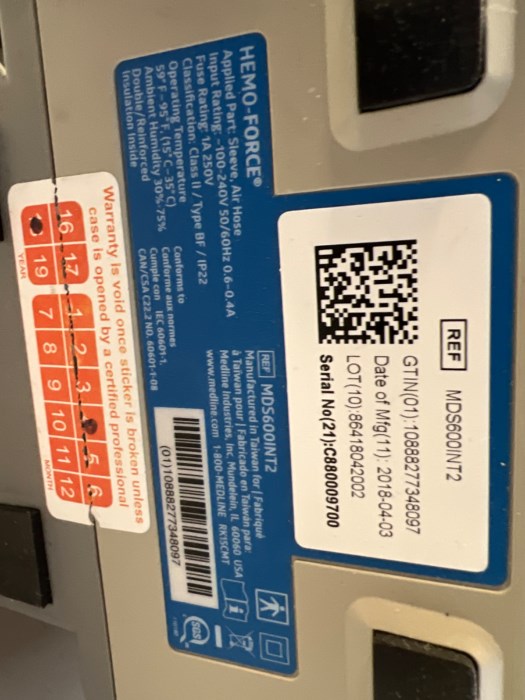 HEMO-FORCE®
Applied Part: Sleeve, Air Hose
Input Rating: ~100-240V 50/60Hz 0.6-0.4A
Fuse Rating: 1A 250V
Classification: Class II / Type BF / IP22
Operating Temperature
59°F~95°F, (15°C~35°C)
Ambient Humidity 30%-75%
Double/Reinforced
Insulation Inside
Conforms to
Conforme aux normes
Cumple con IEC 60601-1,
CAN/CSA C22.2 NO. 60601-1-08
REF MDS600INT2
Manufactured in Taiwan for | Fabriqué
à Taiwan pour | Fabricado en Taiwán para:
Medline Industries, Inc. Mundelein, IL 60060 USA
www.medline.com 1-800-MEDLINE RK15CMT
(01)10888277348097
SGS
REF MDS600INT2
GTIN(01):10888277348097
Date of Mfg(11): 2018-04-03
LOT(10):86418042002
Serial No(21):C880009700
Warranty is void once sticker is broken unless
case is opened by a certified professional
16 17 1 2 3 5 6
19 7 8 9 10 11 12
YEAR MONTH